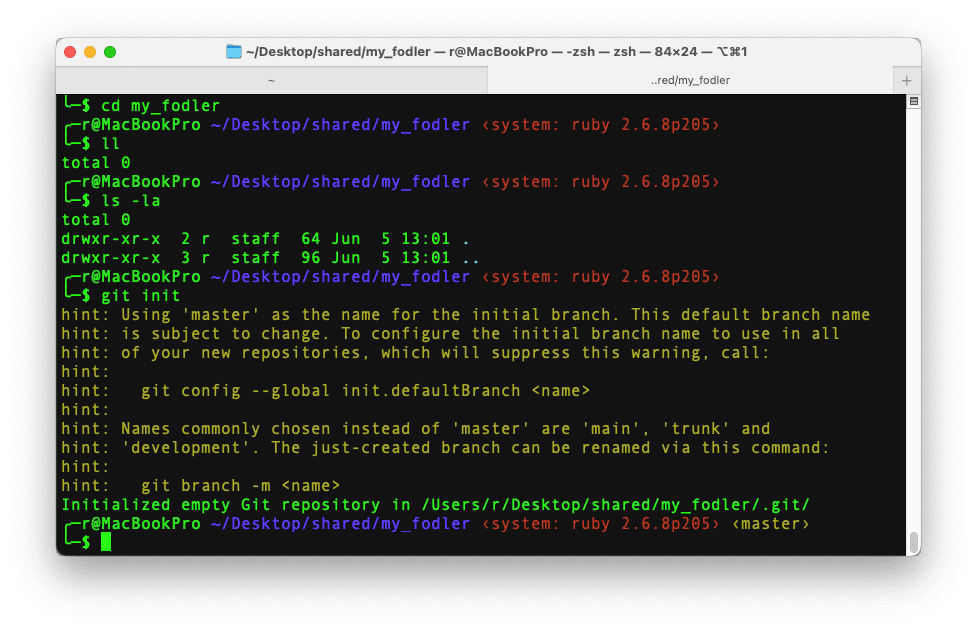 ~/Desktop/shared/my_fodler — r@MacBookPro — -zsh — zsh — 84×24 — ⌥⌘1
~
..red/my_fodler
+
╰─$ cd my_fodler
╭─r@MacBookPro ~/Desktop/shared/my_fodler ‹system: ruby 2.6.8p205›
╰─$ ll
total 0
╭─r@MacBookPro ~/Desktop/shared/my_fodler ‹system: ruby 2.6.8p205›
╰─$ ls -la
total 0
drwxr-xr-x  2 r  staff  64 Jun  5 13:01 .
drwxr-xr-x  3 r  staff  96 Jun  5 13:01 ..
╭─r@MacBookPro ~/Desktop/shared/my_fodler ‹system: ruby 2.6.8p205›
╰─$ git init
hint: Using 'master' as the name for the initial branch. This default branch name
hint: is subject to change. To configure the initial branch name to use in all
hint: of your new repositories, which will suppress this warning, call:
hint:
hint:   git config --global init.defaultBranch <name>
hint:
hint: Names commonly chosen instead of 'master' are 'main', 'trunk' and
hint: 'development'. The just-created branch can be renamed via this command:
hint:
hint:   git branch -m <name>
Initialized empty Git repository in /Users/r/Desktop/shared/my_fodler/.git/
╭─r@MacBookPro ~/Desktop/shared/my_fodler ‹system: ruby 2.6.8p205› ‹master›
╰─$